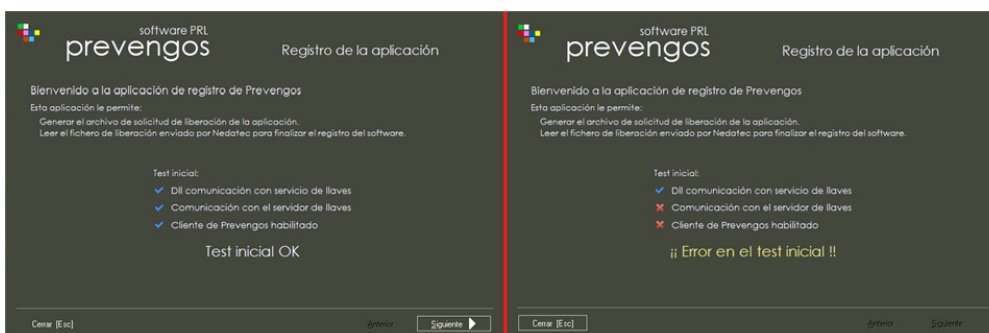 software PRL
prevengos
Registro de la aplicación
Bienvenido a la aplicación de registro de Prevengos
Esta aplicación le permite:
Generar el archivo de solicitud de liberación de la aplicación.
Leer el fichero de liberación enviado por Nedatec para finalizar el registro del software.
Test inicial:
Dll comunicación con servicio de llaves
Comunicación con el servidor de llaves
Cliente de Prevengos habilitado
Test inicial OK
Cerrar [Esc]
Anterior
Siguiente
software PRL
prevengos
Registro de la aplicación
Bienvenido a la aplicación de registro de Prevengos
Esta aplicación le permite:
Generar el archivo de solicitud de liberación de la aplicación.
Leer el fichero de liberación enviado por Nedatec para finalizar el registro del software.
Test inicial:
Dll comunicación con servicio de llaves
Comunicación con el servidor de llaves
Cliente de Prevengos habilitado
¡¡ Error en el test inicial !!
Cerrar [Esc]
Anterior
Siguiente